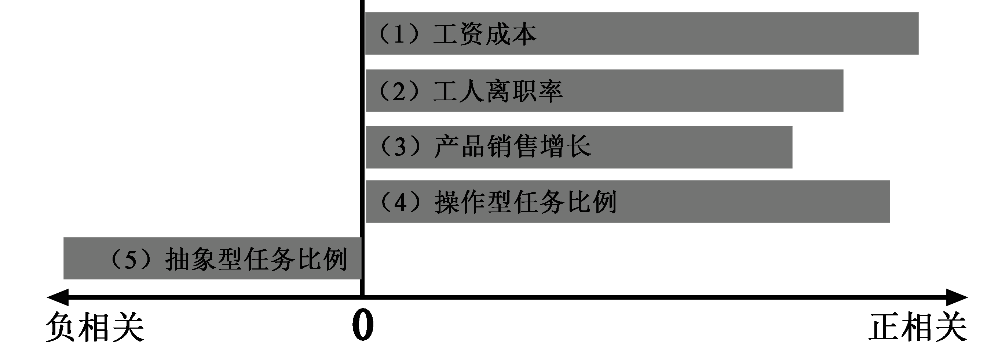 （1）工资成本
（2）工人离职率
（3）产品销售增长
（4）操作型任务比例
（5）抽象型任务比例
负相关 0 正相关